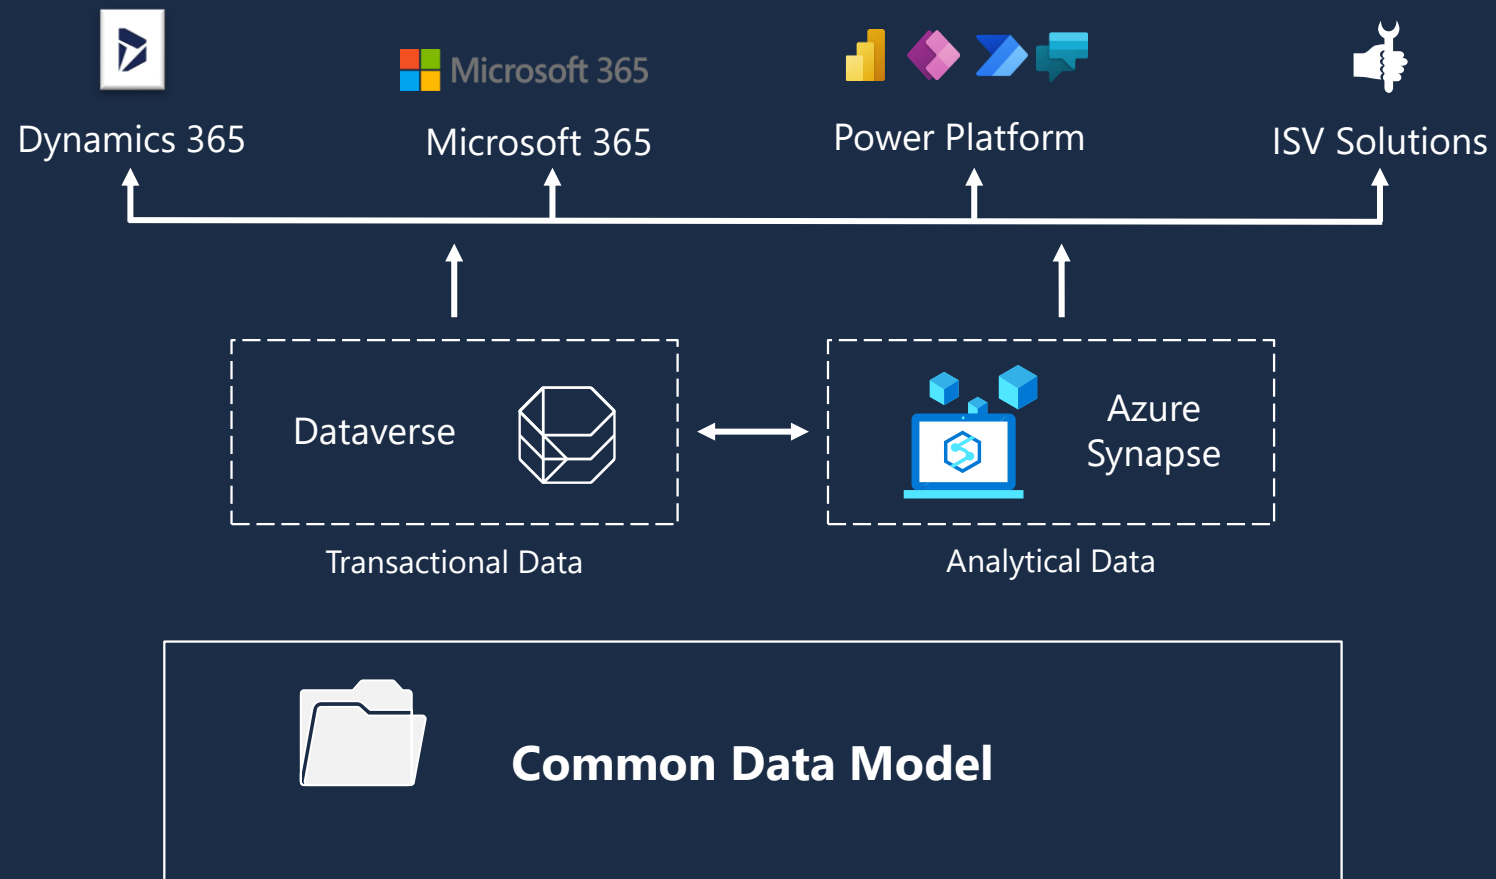 Microsoft 365
Dynamics 365
Microsoft 365
Power Platform
ISV Solutions
Dataverse
Azure
Synapse
Transactional Data
Analytical Data
Common Data Model